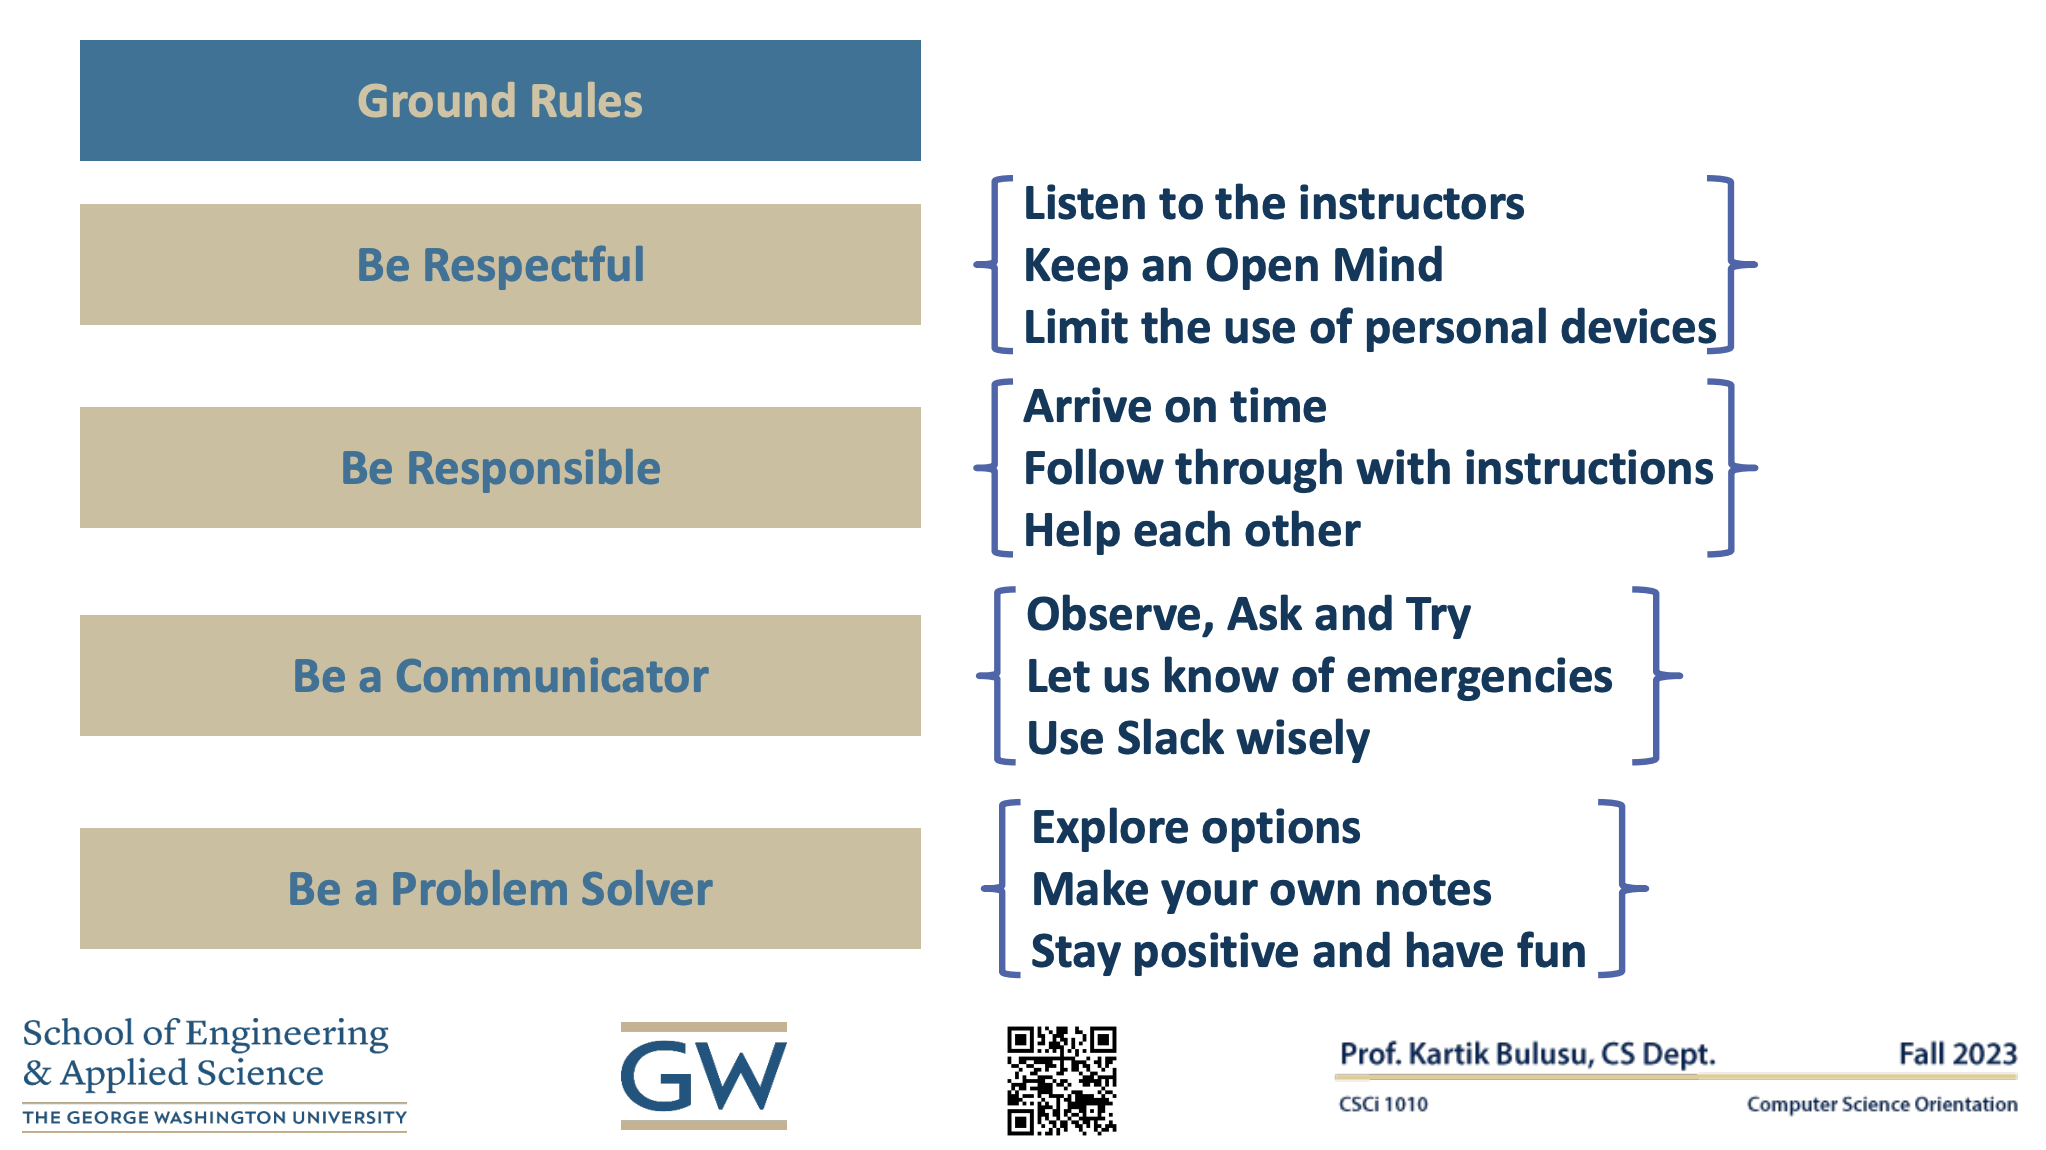 Ground Rules
Be Respectful
Listen to the instructors
Keep an Open Mind
Limit the use of personal devices
Be Responsible
Arrive on time
Follow through with instructions
Help each other
Be a Communicator
Observe, Ask and Try
Let us know of emergencies
Use Slack wisely
Be a Problem Solver
Explore options
Make your own notes
Stay positive and have fun
School of Engineering
& Applied Science
THE GEORGE WASHINGTON UNIVERSITY
GW
Prof. Kartik Bulusu, CS Dept. Fall 2023
CSCi 1010 Computer Science Orientation